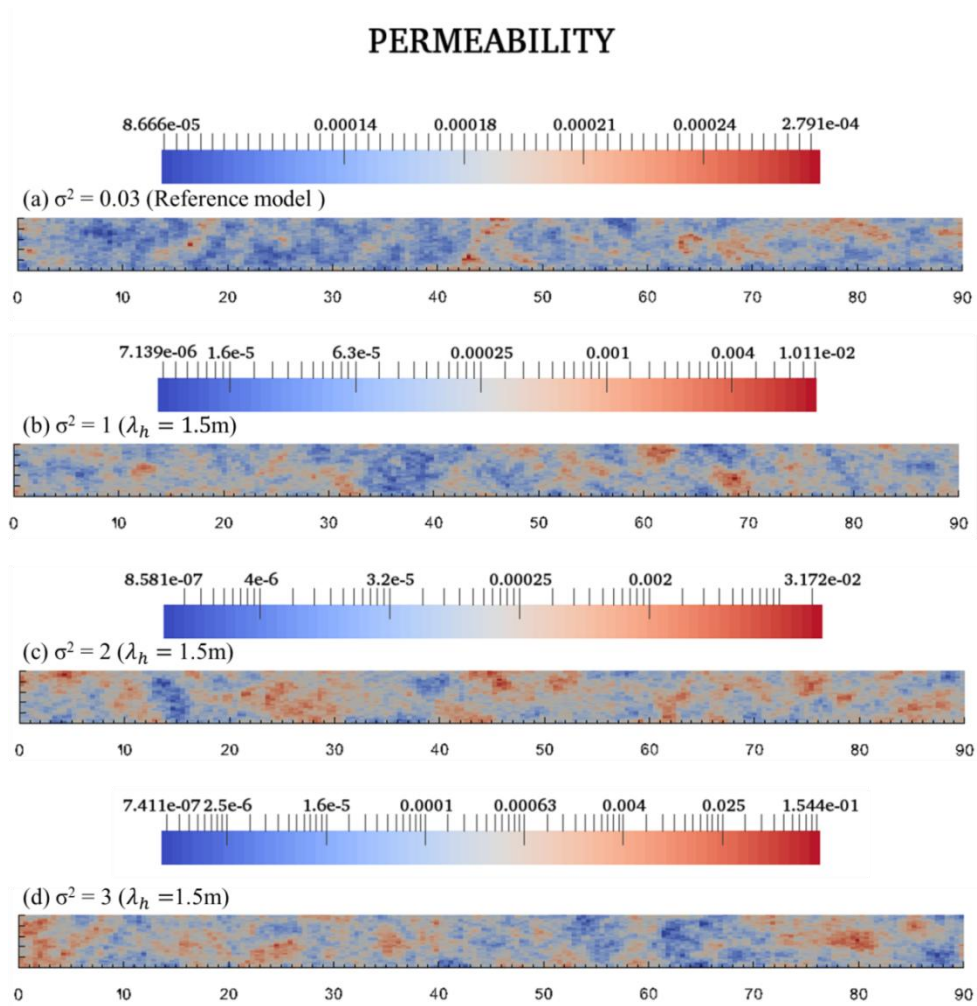 PERMEABILITY
8.666e-05 0.00014 0.00018 0.00021 0.00024 2.791e-04
(a) σ² = 0.03 (Reference model )
0 10 20 30 40 50 60 70 80 90
7.139e-06 1.6e-5 6.3e-5 0.00025 0.001 0.004 1.011e-02
(b) σ² = 1 (λₕ = 1.5m)
0 10 20 30 40 50 60 70 80 90
8.581e-07 4e-6 3.2e-5 0.00025 0.002 3.172e-02
(c) σ² = 2 (λₕ = 1.5m)
0 10 20 30 40 50 60 70 80 90
7.411e-07 2.5e-6 1.6e-5 0.0001 0.00063 0.004 0.025 1.544e-01
(d) σ² = 3 (λₕ =1.5m)
0 10 20 30 40 50 60 70 80 90